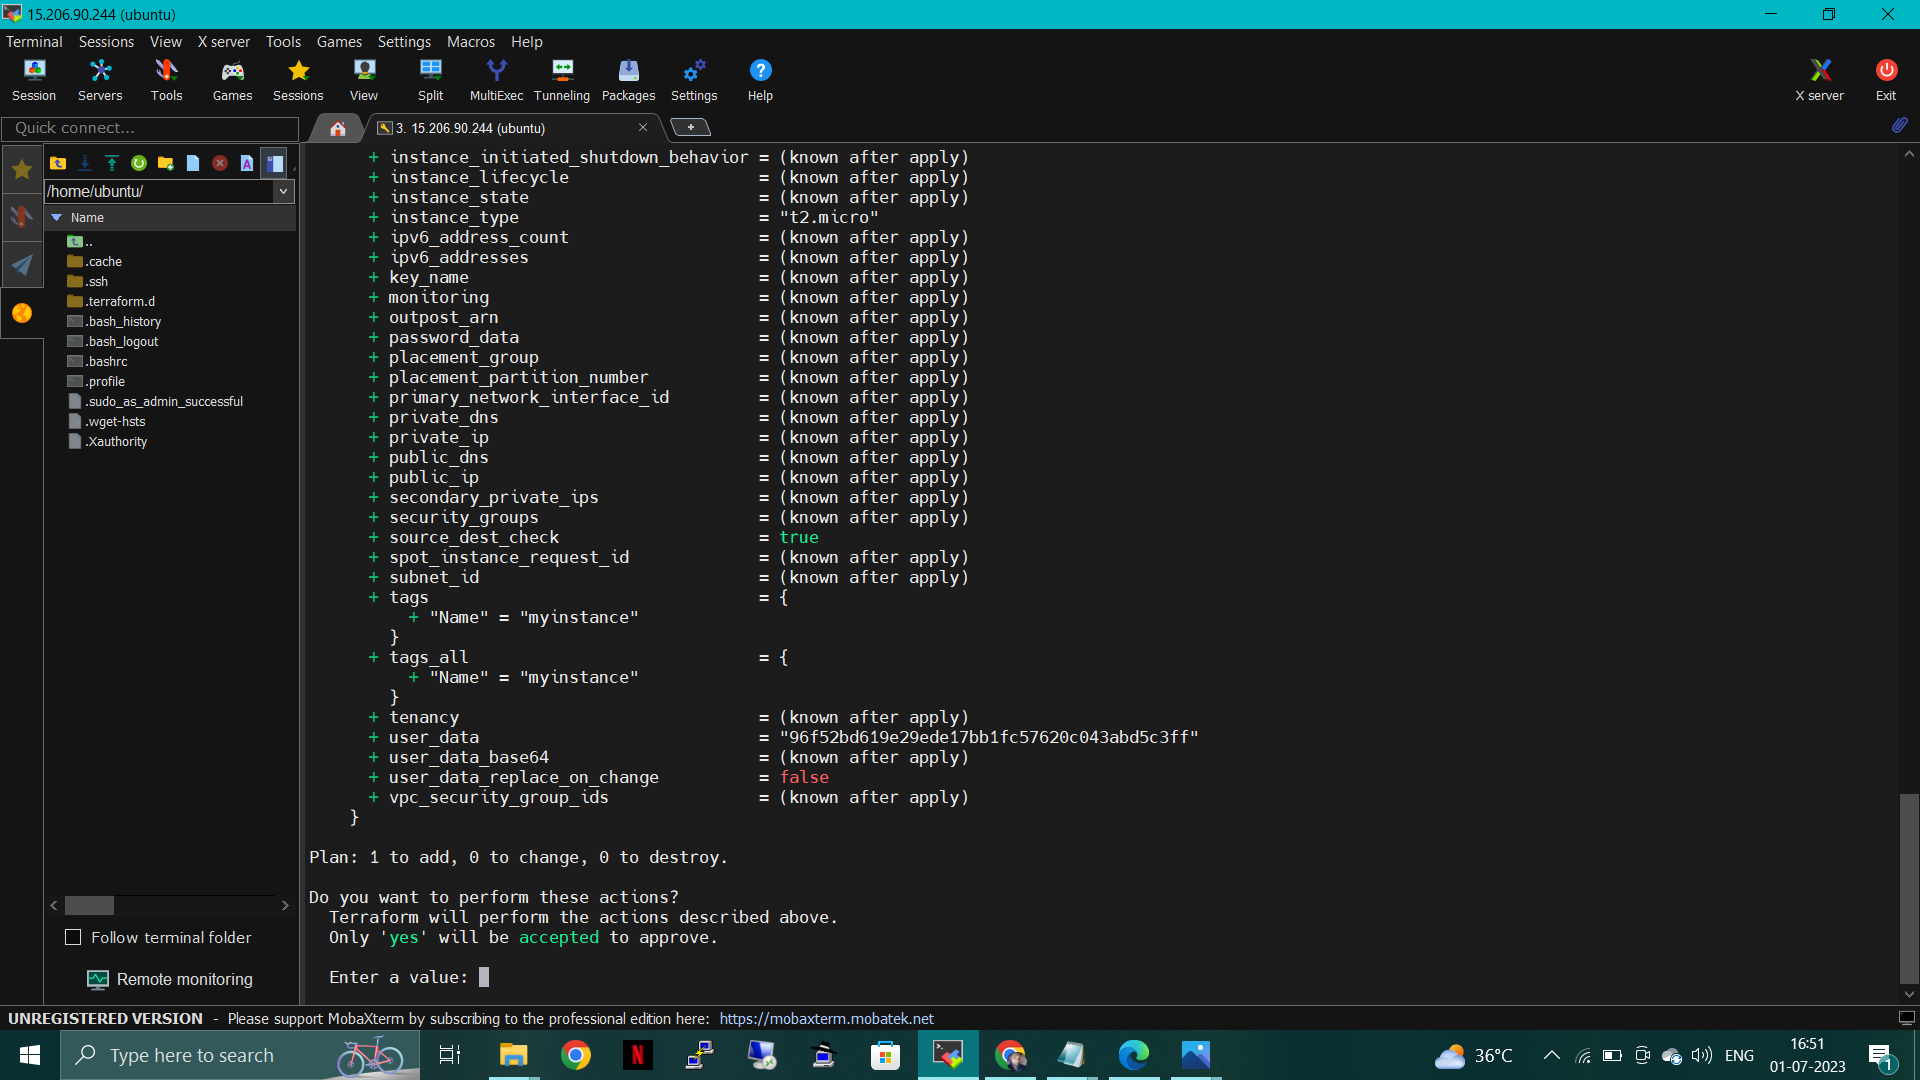 15.206.90.244 (ubuntu)
Terminal Sessions View X server Tools Games Settings Macros Help
Session Servers Tools Games Sessions View Split MultiExec Tunneling Packages Settings Help X server Exit
Quick connect...
3. 15.206.90.244 (ubuntu)
/home/ubuntu/
Name
..
.cache
.ssh
.terraform.d
.bash_history
.bash_logout
.bashrc
.profile
.sudo_as_admin_successful
.wget-hsts
.Xauthority
Follow terminal folder
Remote monitoring
+ instance_initiated_shutdown_behavior = (known after apply)
+ instance_lifecycle = (known after apply)
+ instance_state = (known after apply)
+ instance_type = "t2.micro"
+ ipv6_address_count = (known after apply)
+ ipv6_addresses = (known after apply)
+ key_name = (known after apply)
+ monitoring = (known after apply)
+ outpost_arn = (known after apply)
+ password_data = (known after apply)
+ placement_group = (known after apply)
+ placement_partition_number = (known after apply)
+ primary_network_interface_id = (known after apply)
+ private_dns = (known after apply)
+ private_ip = (known after apply)
+ public_dns = (known after apply)
+ public_ip = (known after apply)
+ secondary_private_ips = (known after apply)
+ security_groups = (known after apply)
+ source_dest_check = true
+ spot_instance_request_id = (known after apply)
+ subnet_id = (known after apply)
+ tags = {
+ "Name" = "myinstance"
}
+ tags_all = {
+ "Name" = "myinstance"
}
+ tenancy = (known after apply)
+ user_data = "96f52bd619e29ede17bb1fc57620c043abd5c3ff"
+ user_data_base64 = (known after apply)
+ user_data_replace_on_change = false
+ vpc_security_group_ids = (known after apply)
}
Plan: 1 to add, 0 to change, 0 to destroy.
Do you want to perform these actions?
Terraform will perform the actions described above.
Only 'yes' will be accepted to approve.
Enter a value:
UNREGISTERED VERSION - Please support MobaXterm by subscribing to the professional edition here: https://mobaxterm.mobatek.net
Type here to search
36°C
ENG
16:51
01-07-2023
1